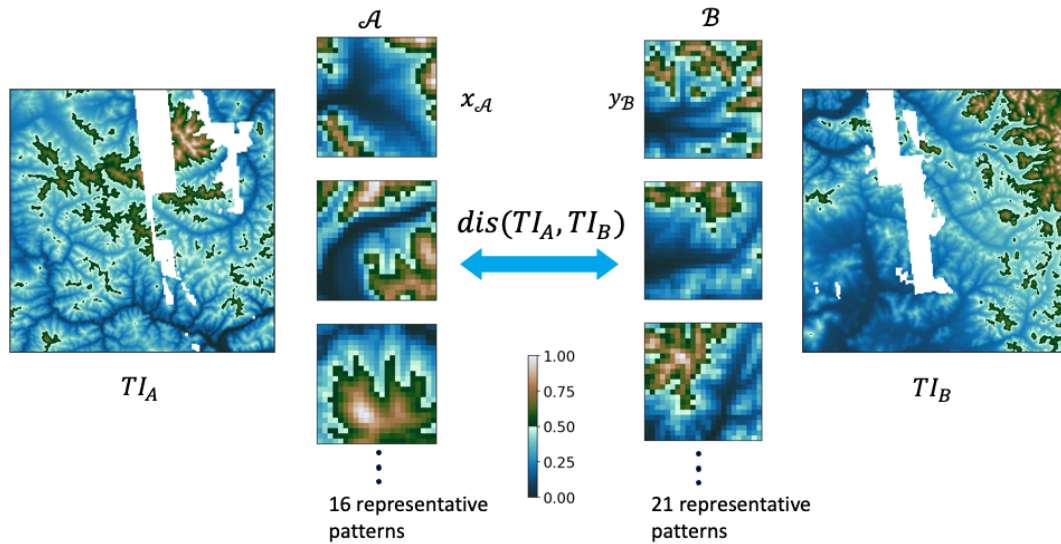 𝒜
ℬ
x_𝒜
y_ℬ
dis(TI_A, TI_B)
TI_A
TI_B
1.00
0.75
0.50
0.25
0.00
16 representative
patterns
21 representative
patterns